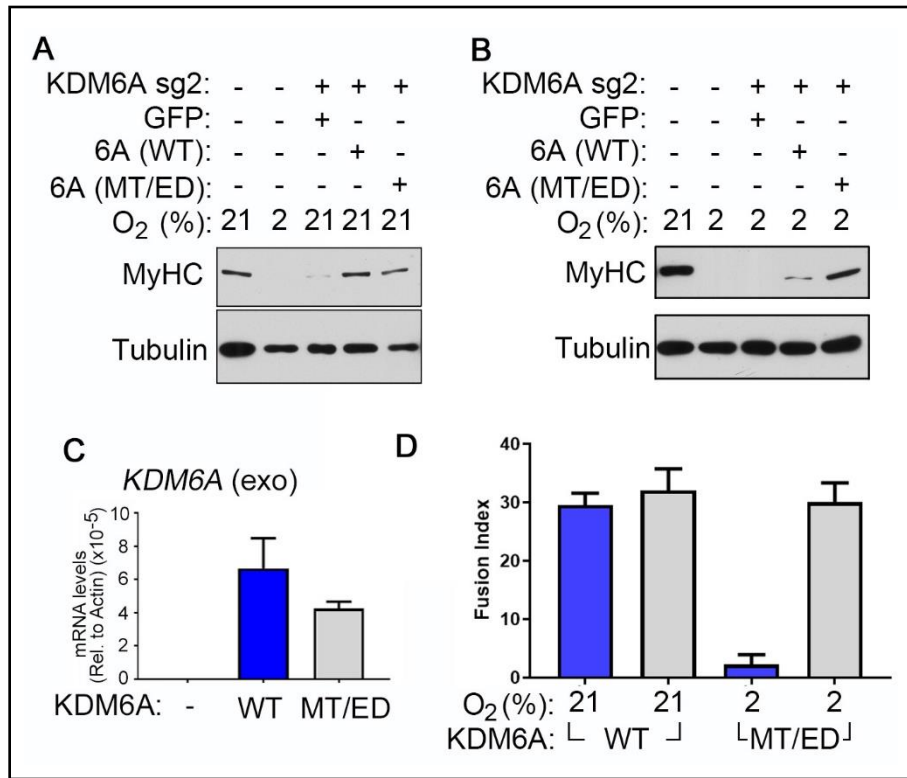 A
KDM6A sg2: - - + + +
GFP: - - + - -
6A (WT): - - - + -
6A (MT/ED): - - - - +
O2 (%): 21 2 21 21 21
MyHC
Tubulin
B
KDM6A sg2: - - + + +
GFP: - - + - -
6A (WT): - - - + -
6A (MT/ED): - - - - +
O2 (%): 21 2 2 2 2
MyHC
Tubulin
C
KDM6A (exo)
mRNA levels
(Rel. to Actin) (x10-5)
10
8
6
4
2
0
KDM6A: - WT MT/ED
D
Fusion Index
40
30
20
10
0
O2(%): 21 21 2 2
KDM6A: WT MT/ED